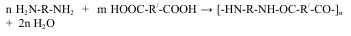 n H₂N-R-NH₂ + m HOOC-R/-COOH → [-HN-R-NH-OC-R/-CO-]ₙ
+ 2n H₂O